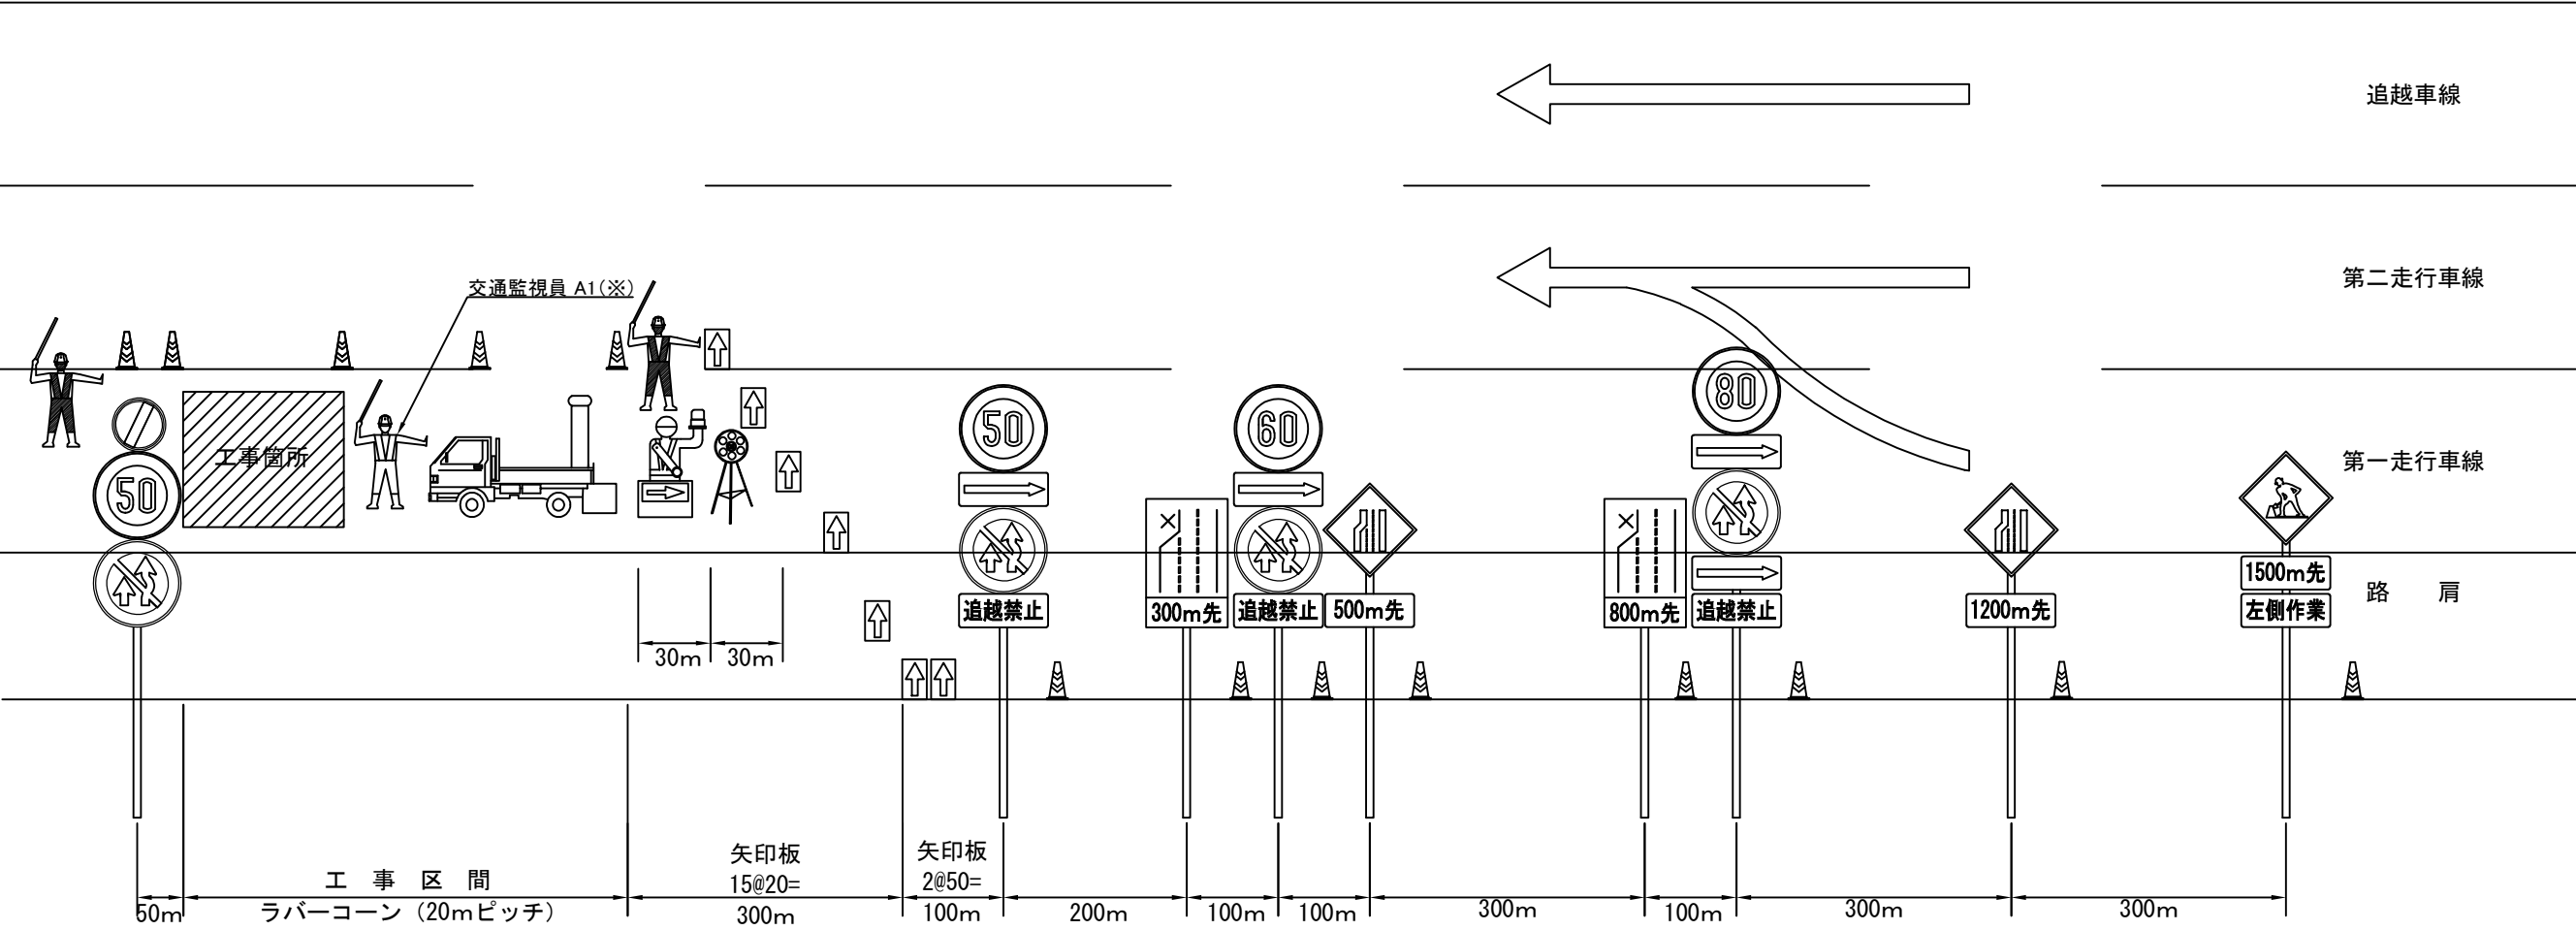 追越車線
第二走行車線
交通監視員 A1(※)
第一走行車線
工事箇所
50
50
60
80
50
追越禁止
300m先
追越禁止
500m先
800m先
追越禁止
1200m先
1500m先
左側作業
路　肩
30m
30m
工 事 区 間
ラバーコーン（20mピッチ）
50m
矢印板
15@20=
300m
矢印板
2@50=
100m
200m
100m
100m
300m
100m
300m
300m